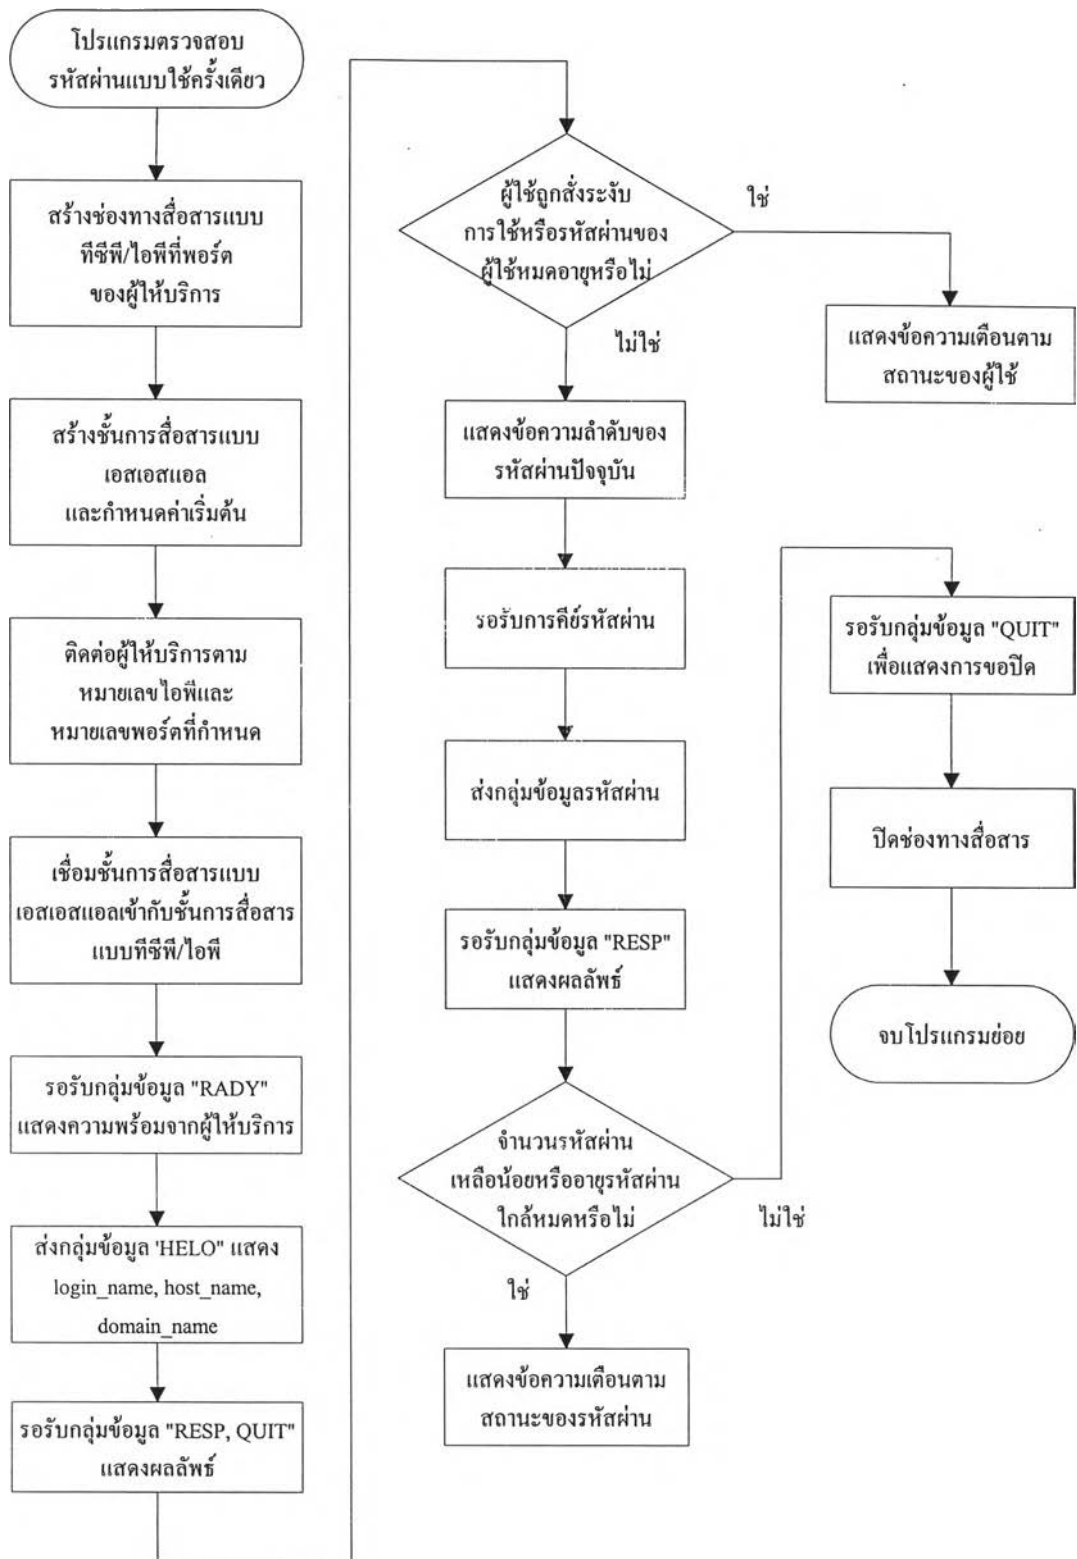 โปรแกรมตรวจสอบ
รหัสผ่านแบบใช้ครั้งเดียว
สร้างช่องทางสื่อสารแบบ
ทีซีพี/ไอพีที่พอร์ต
ของผู้ให้บริการ
สร้างชั้นการสื่อสารแบบ
เอสเอสแอล
และกำหนดค่าเริ่มต้น
ติดต่อผู้ให้บริการตาม
หมายเลขไอพีและ
หมายเลขพอร์ตที่กำหนด
เชื่อมชั้นการสื่อสารแบบ
เอสเอสแอลเข้ากับชั้นการสื่อสาร
แบบทีซีพี/ไอพี
รอรับกลุ่มข้อมูล "RADY"
แสดงความพร้อมจากผู้ให้บริการ
ส่งกลุ่มข้อมูล 'HELO" แสดง
login_name, host_name,
domain_name
รอรับกลุ่มข้อมูล "RESP, QUIT"
แสดงผลลัพธ์
ผู้ใช้ถูกสั่งระงับ
การใช้หรือรหัสผ่านของ
ผู้ใช้หมดอายุหรือไม่
ใช่
แสดงข้อความเตือนตาม
สถานะของผู้ใช้
ไม่ใช่
แสดงข้อความลำดับของ
รหัสผ่านปัจจุบัน
รอรับการคีย์รหัสผ่าน
ส่งกลุ่มข้อมูลรหัสผ่าน
รอรับกลุ่มข้อมูล "RESP"
แสดงผลลัพธ์
จำนวนรหัสผ่าน
เหลือน้อยหรืออายุรหัสผ่าน
ใกล้หมดหรือไม่
ไม่ใช่
ใช่
แสดงข้อความเตือนตาม
สถานะของรหัสผ่าน
รอรับกลุ่มข้อมูล "QUIT"
เพื่อแสดงการขอปิด
ปิดช่องทางสื่อสาร
จบโปรแกรมย่อย